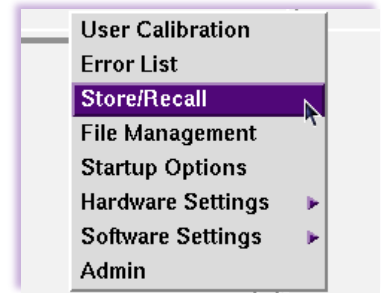 User Calibration
Error List
Store/Recall
File Management
Startup Options
Hardware Settings
Software Settings
Admin